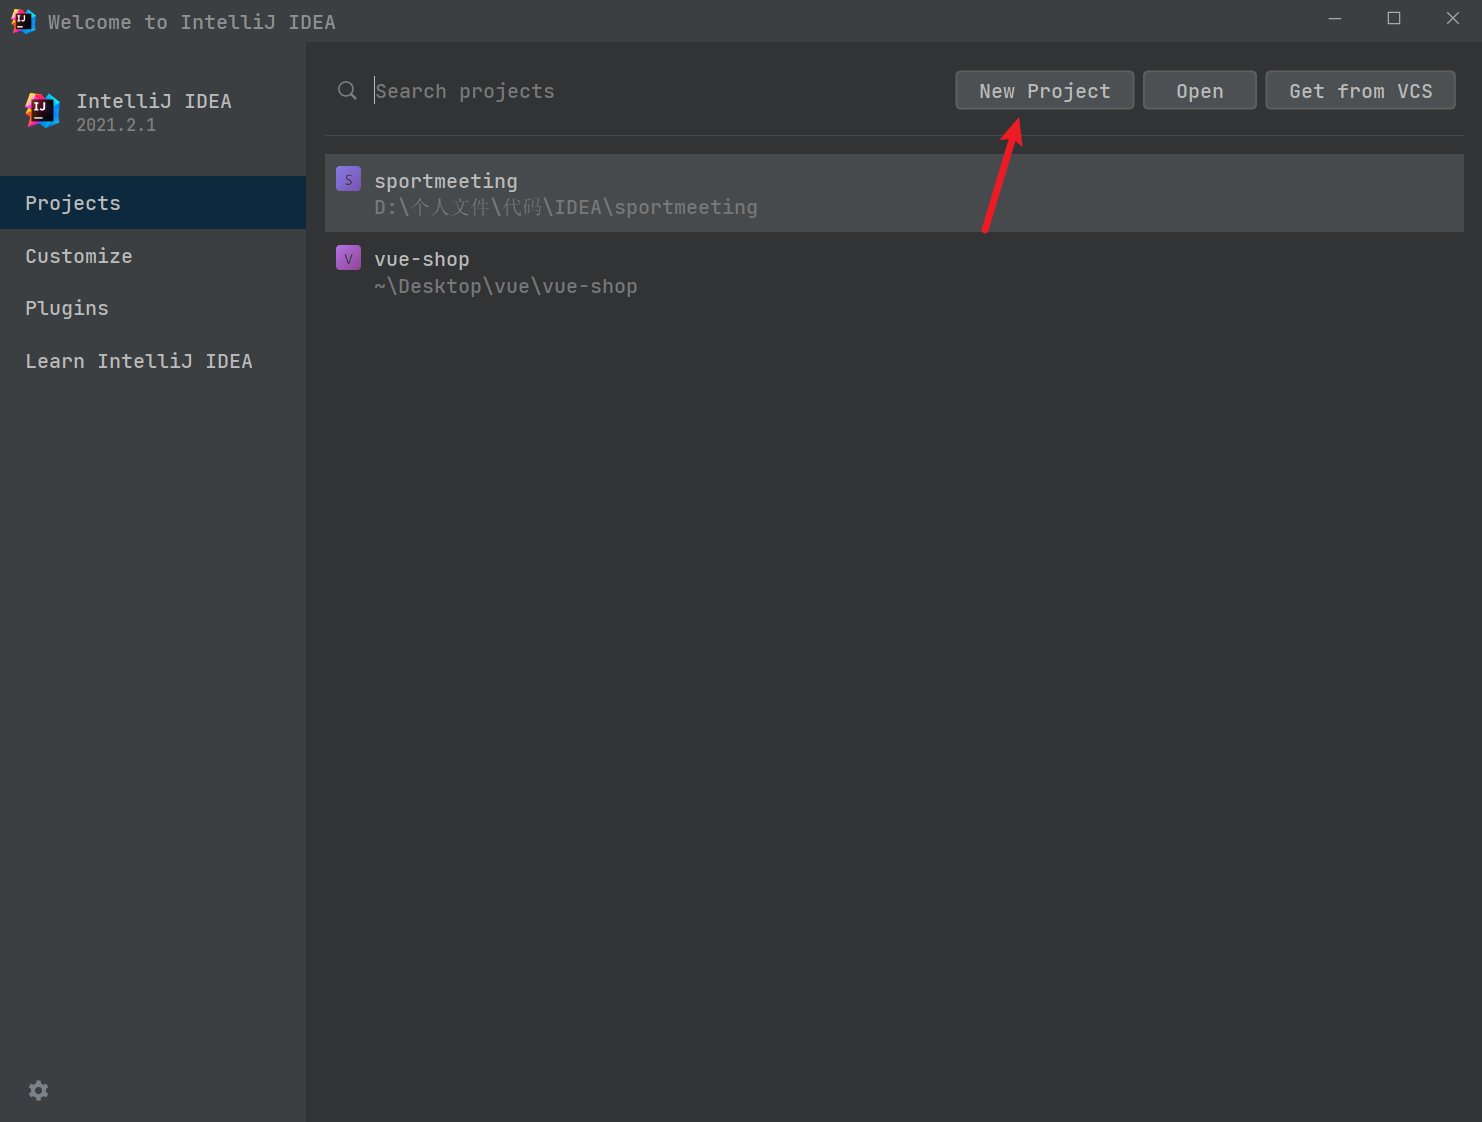 Welcome to IntelliJ IDEA
IntelliJ IDEA
2021.2.1
Projects
Customize
Plugins
Learn IntelliJ IDEA
Search projects
New Project
Open
Get from VCS
S
sportmeeting
D:\个人文件\代码\IDEA\sportmeeting
V
vue-shop
~\Desktop\vue\vue-shop